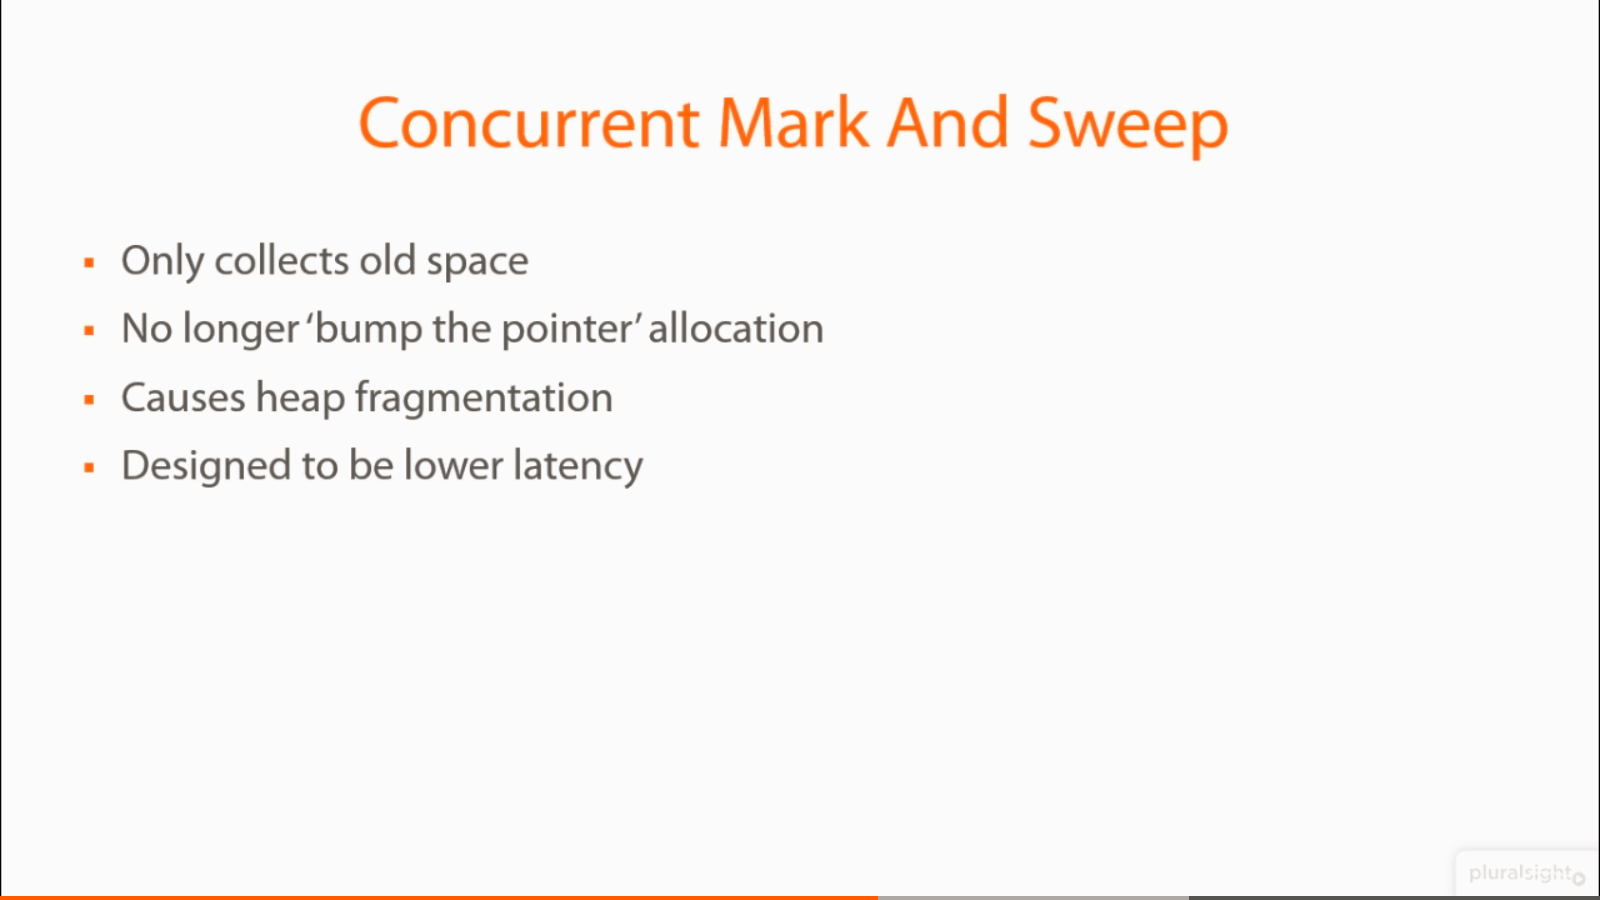 Concurrent Mark And Sweep
Only collects old space
No longer ‘bump the pointer’ allocation
Causes heap fragmentation
Designed to be lower latency
pluralsight